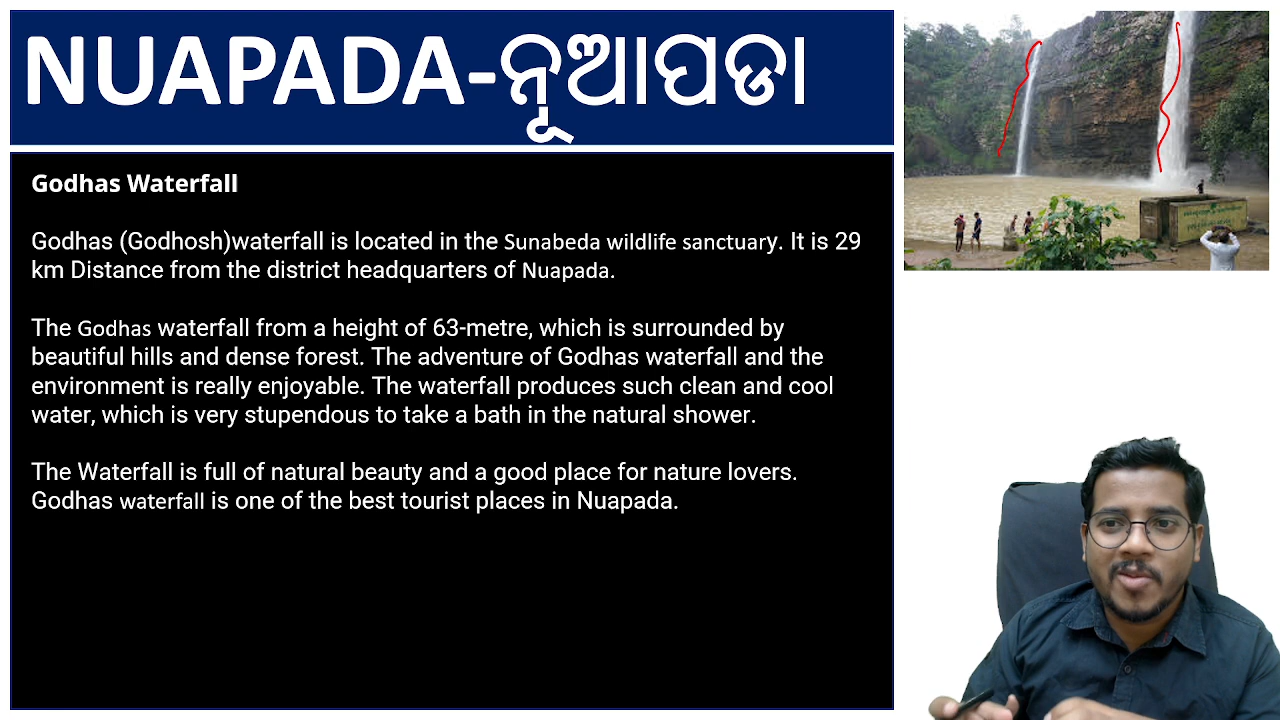 NUAPADA-ନୂଆପଡା
Godhas Waterfall
Godhas (Godhosh)waterfall is located in the Sunabeda wildlife sanctuary. It is 29
km Distance from the district headquarters of Nuapada.
The Godhas waterfall from a height of 63-metre, which is surrounded by
beautiful hills and dense forest. The adventure of Godhas waterfall and the
environment is really enjoyable. The waterfall produces such clean and cool
water, which is very stupendous to take a bath in the natural shower.
The Waterfall is full of natural beauty and a good place for nature lovers.
Godhas waterfall is one of the best tourist places in Nuapada.